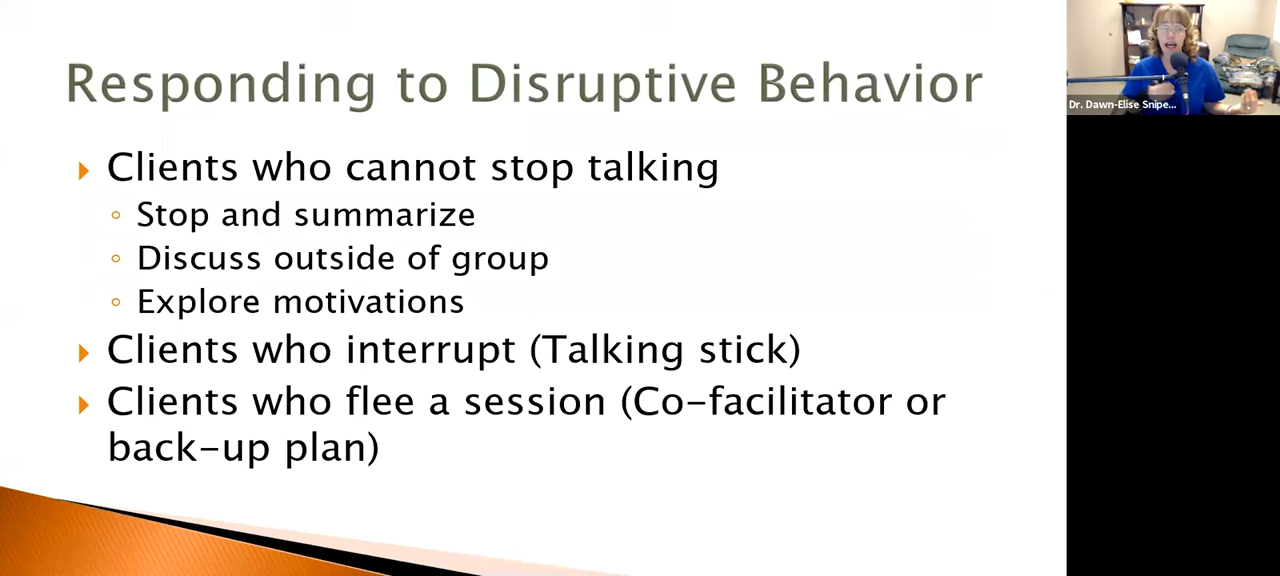 Responding to Disruptive Behavior
Clients who cannot stop talking
Stop and summarize
Discuss outside of group
Explore motivations
Clients who interrupt (Talking stick)
Clients who flee a session (Co-facilitator or
back-up plan)
Dr. Dawn-Elise Snipe...